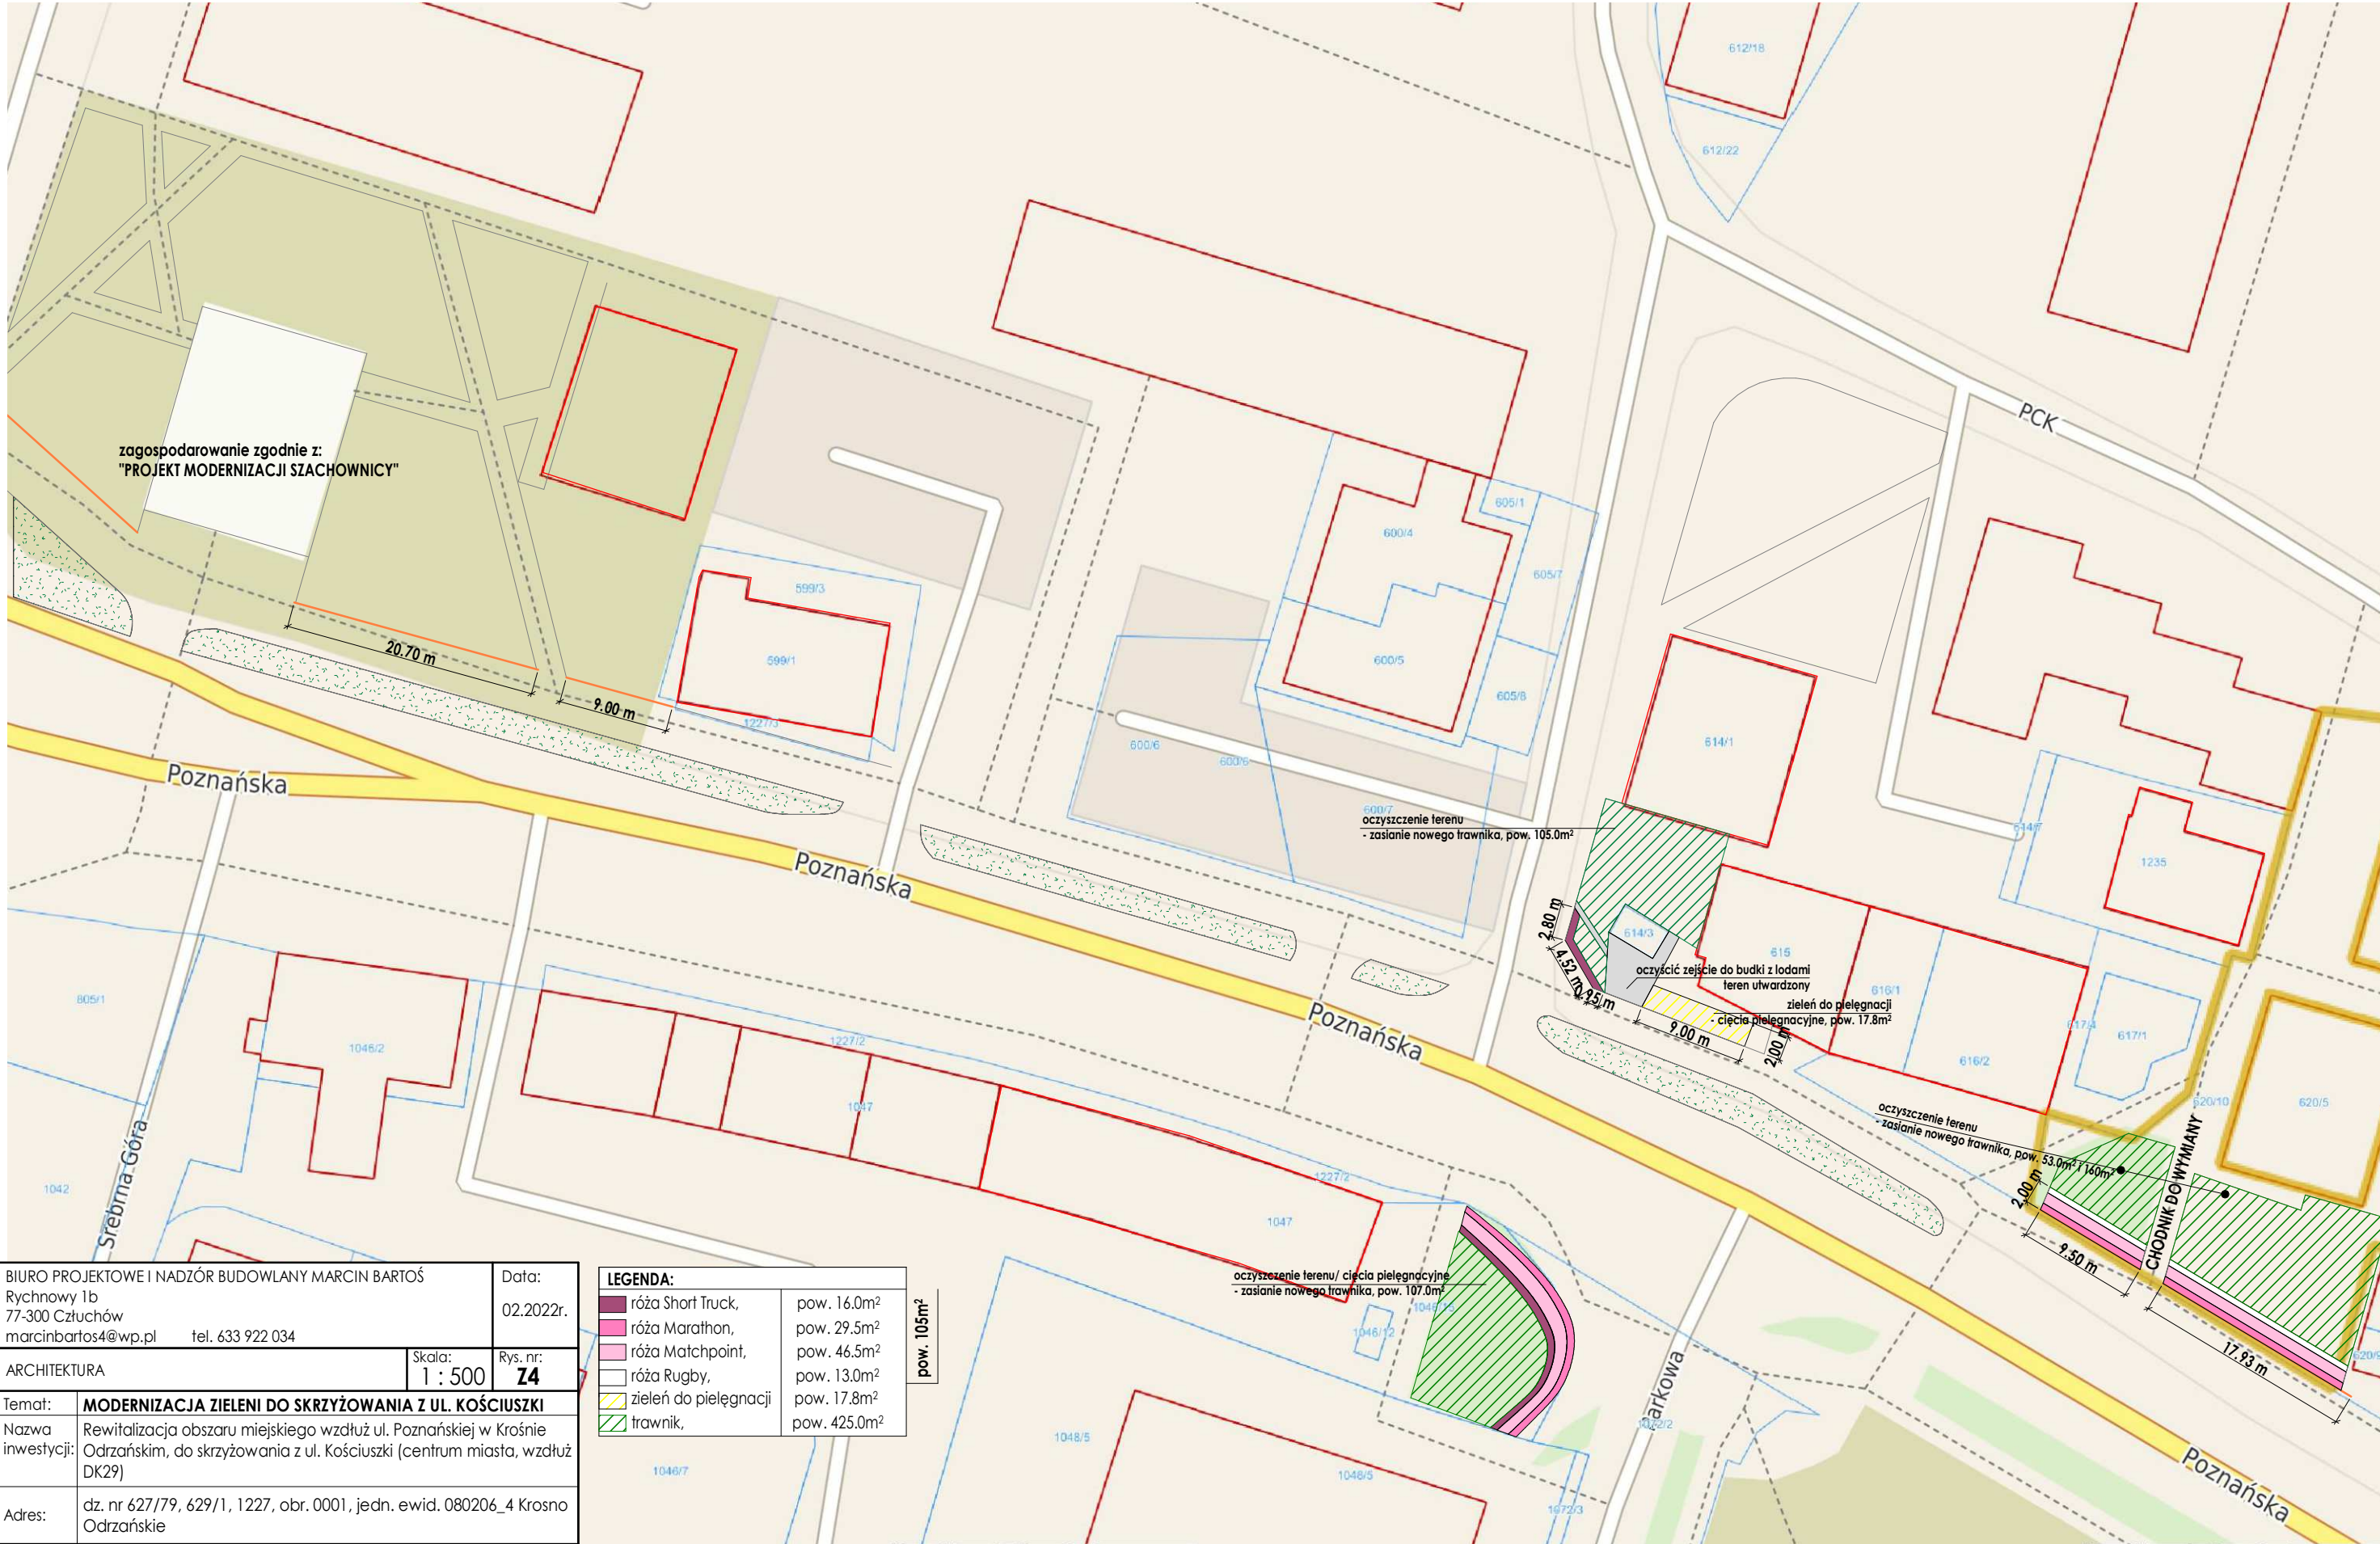 612/18
612/22
PCK
zagospodarowanie zgodnie z:
"PROJEKT MODERNIZACJI SZACHOWNICY"
20.70 m
9.00 m
599/3
599/1
1227/3
605/1
600/4
605/7
600/5
605/8
600/6
600/6
600/7
oczyszczenie terenu
- zasianie nowego trawnika, pow. 105.0m²
614/1
614/7
1235
Poznańska
Poznańska
Poznańska
2.80 m
4.52 m
0.95 m
614/3
615
616/1
oczyścić zejście do budki z lodami
teren utwardzony
zieleń do pielęgnacji
- cięcia pielęgnacyjne, pow. 17.8m²
9.00 m
2.00 m
616/2
617/4
617/1
620/10
620/5
oczyszczenie terenu
- zasianie nowego trawnika, pow. 53.0m² i 160m²
2.00 m
9.50 m
CHODNIK DO WYMIANY
17.93 m
620/9
805/1
1046/2
1227/2
1047
1227/2
1047
1042
Srebrna Góra
oczyszczenie terenu/ cięcia pielęgnacyjne
- zasianie nowego trawnika, pow. 107.0m²
1046/12
1048/5
1048/5
1046/7
Parkowa
1072/2
1072/3
Poznańska
BIURO PROJEKTOWE I NADZÓR BUDOWLANY MARCIN BARTOŚ
Rychnowy 1b
77-300 Człuchów
marcinbartos4@wp.pl tel. 633 922 034
Data:
02.2022r.
ARCHITEKTURA
Skala:
1 : 500
Rys. nr:
Z4
Temat: MODERNIZACJA ZIELENI DO SKRZYŻOWANIA Z UL. KOŚCIUSZKI
Nazwa inwestycji: Rewitalizacja obszaru miejskiego wzdłuż ul. Poznańskiej w Krośnie
Odrzańskim, do skrzyżowania z ul. Kościuszki (centrum miasta, wzdłuż
DK29)
Adres: dz. nr 627/79, 629/1, 1227, obr. 0001, jedn. ewid. 080206_4 Krosno
Odrzańskie
LEGENDA:
róża Short Truck, pow. 16.0m²
róża Marathon, pow. 29.5m²
róża Matchpoint, pow. 46.5m²
róża Rugby, pow. 13.0m²
zieleń do pielęgnacji pow. 17.8m²
trawnik, pow. 425.0m²
pow. 105m²